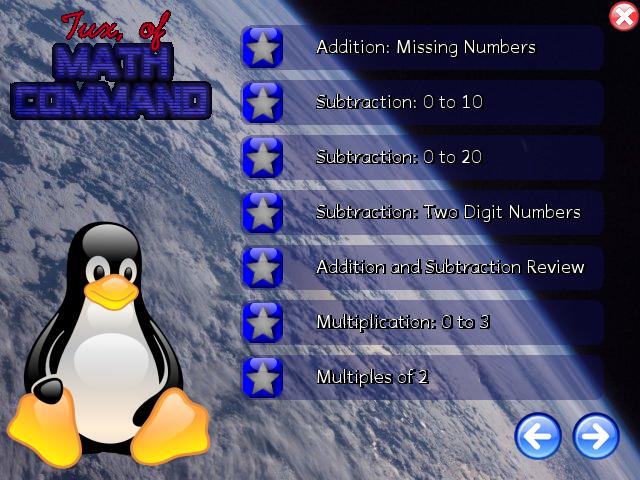 Tux, of
MATH
COMMAND
Addition: Missing Numbers
Subtraction: 0 to 10
Subtraction: 0 to 20
Subtraction: Two Digit Numbers
Addition and Subtraction Review
Multiplication: 0 to 3
Multiples of 2